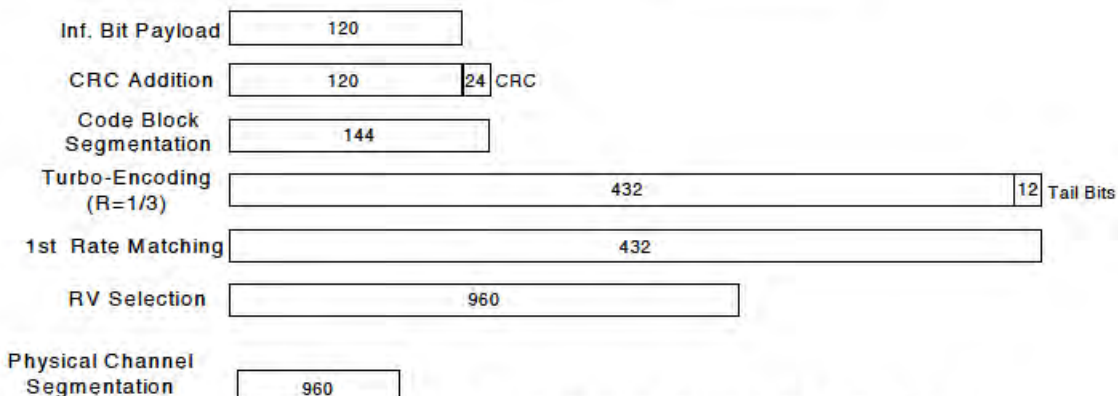 Inf. Bit Payload 120
CRC Addition 120 24 CRC
Code Block
Segmentation 144
Turbo-Encoding
(R=1/3) 432 12 Tail Bits
1st Rate Matching 432
RV Selection 960
Physical Channel
Segmentation 960